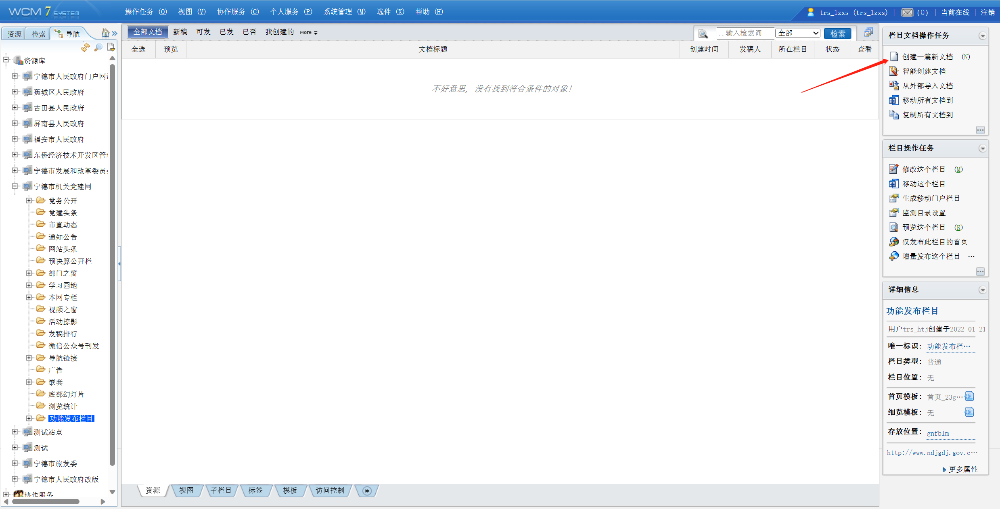 WCM 7 SYSTEM
操作任务 (O) 视图 (V) 协作服务 (C) 个人服务 (P) 系统管理 (M) 选件 (X) 帮助 (H)
trs_lzxs (trs_lzxs) | (0) | 当前在线 | 注销
资源 检索 导航
全部文档 新稿 可发 已发 已否 我创建的 More
..输入检索词 全部 检索
全选 预览 文档标题 创建时间 发稿人 所在栏目 状态 查看
不好意思, 没有找到符合条件的对象!
资源库
宁德市人民政府门户网
蕉城区人民政府
古田县人民政府
屏南县人民政府
福安市人民政府
东侨经济技术开发区管
宁德市发展和改革委员
宁德市机关党建网
党务公开
党建头条
市直动态
通知公告
网站头条
预决算公开栏
部门之窗
学习园地
本网专栏
视频之窗
活动掠影
发稿排行
微信公众号刊发
导航链接
广告
嵌套
底部幻灯片
浏览统计
功能发布栏目
测试站点
测试
宁德市旅发委
宁德市人民政府改版
协作服务
资源 视图 子栏目 标签 模板 访问控制
栏目文档操作任务
创建一篇新文档 (N)
智能创建文档
从外部导入文档
移动所有文档到
复制所有文档到
栏目操作任务
修改这个栏目 (M)
移动这个栏目
生成移动门户栏目
监测目录设置
预览这个栏目 (R)
仅发布此栏目的首页
增量发布这个栏目 …
详细信息
功能发布栏目
用户trs_htj创建于2022-01-21
唯一标识: 功能发布栏…
栏目类型: 普通
栏目位置: 无
首页模板: 首页_23g…
细览模板: 无
存放位置: gnfblm
http://www.ndjgdj.gov.c…
更多属性